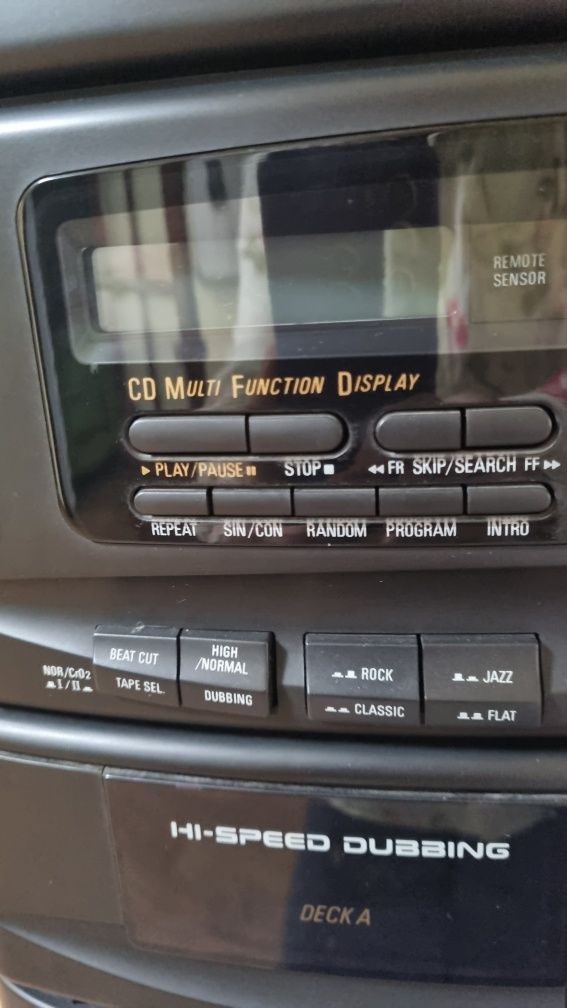 REMOTE
SENSOR
CD MULTI FUNCTION DISPLAY
▶ PLAY/PAUSE ▮▮ STOP ■ ◀◀ FR SKIP/SEARCH FF ▶▶
REPEAT SIN/CON RANDOM PROGRAM INTRO
BEAT CUT
HIGH
/NORMAL
NOR/CrO2
I/II
TAPE SEL.
DUBBING
ROCK
CLASSIC
JAZZ
FLAT
HI-SPEED DUBBING
DECK A